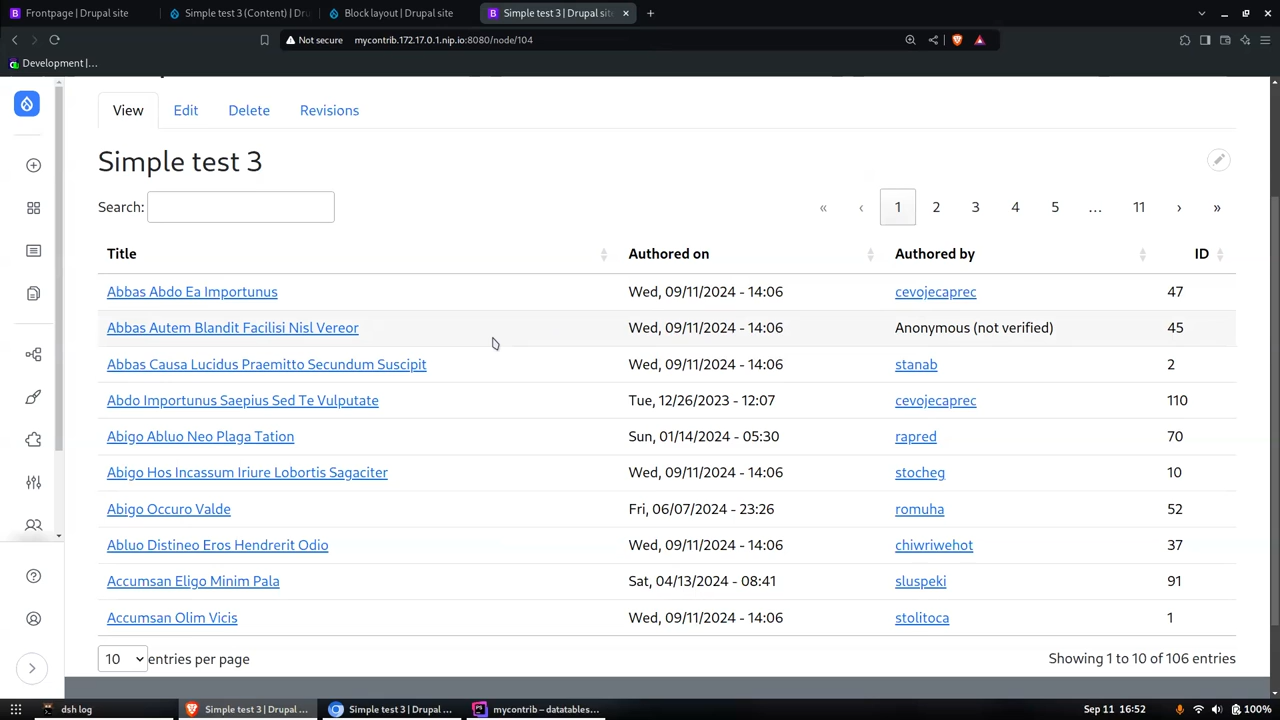 Frontpage | Drupal site
Simple test 3 (Content) | D
Block layout | Drupal site
Simple test 3 | Drupal site
Not secure mycontrib.172.17.0.1.nip.io:8080/node/104
Development |...
View Edit Delete Revisions
Simple test 3
Search: « ‹ 1 2 3 4 5 ... 11 › »
Title Authored on Authored by ID
Abbas Abdo Ea Importunus Wed, 09/11/2024 - 14:06 cevojecaprec 47
Abbas Autem Blandit Facilisi Nisl Vereor Wed, 09/11/2024 - 14:06 Anonymous (not verified) 45
Abbas Causa Lucidus Praemitto Secundum Suscipit Wed, 09/11/2024 - 14:06 stanab 2
Abdo Importunus Saepius Sed Te Vulputate Tue, 12/26/2023 - 12:07 cevojecaprec 110
Abigo Abluo Neo Plaga Tation Sun, 01/14/2024 - 05:30 rapred 70
Abigo Hos Incassum Iriure Lobortis Sagaciter Wed, 09/11/2024 - 14:06 stocheg 10
Abigo Occuro Valde Fri, 06/07/2024 - 23:26 romuha 52
Abluo Distineo Eros Hendrerit Odio Wed, 09/11/2024 - 14:06 chiwriwehot 37
Accumsan Eligo Minim Pala Sat, 04/13/2024 - 08:41 sluspeki 91
Accumsan Olim Vicis Wed, 09/11/2024 - 14:06 stolitoca 1
10 entries per page Showing 1 to 10 of 106 entries
dsh log Simple test 3 | Drupal ... Simple test 3 | Drupal ... mycontrib – datatables... Sep 11 16:52 100%